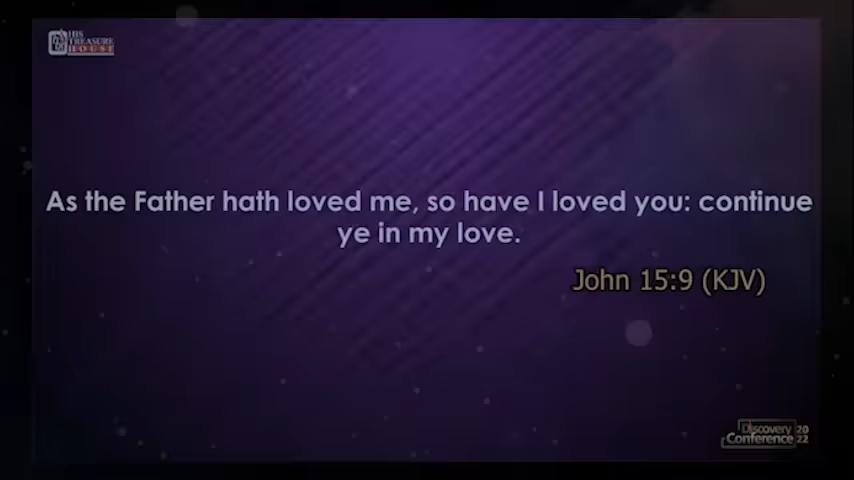 HIS
TREASURE
HOUSE
As the Father hath loved me, so have I loved you: continue
ye in my love.
John 15:9 (KJV)
Discovery 20
Conference 22